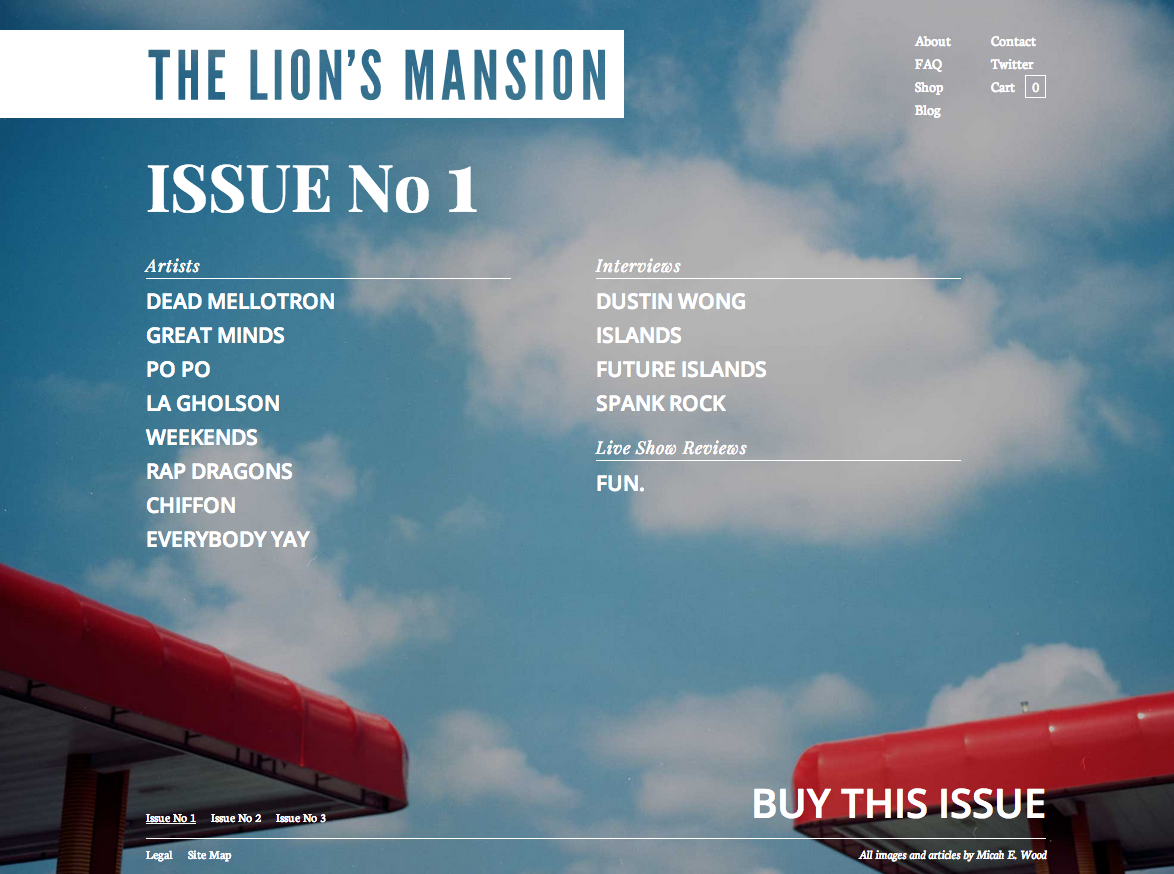 THE LION'S MANSION
About
FAQ
Shop
Blog
Contact
Twitter
Cart 0
ISSUE No 1
Artists
DEAD MELLOTRON
GREAT MINDS
PO PO
LA GHOLSON
WEEKENDS
RAP DRAGONS
CHIFFON
EVERYBODY YAY
Interviews
DUSTIN WONG
ISLANDS
FUTURE ISLANDS
SPANK ROCK
Live Show Reviews
FUN.
BUY THIS ISSUE
Issue No 1 Issue No 2 Issue No 3
Legal Site Map
All images and articles by Micah E. Wood